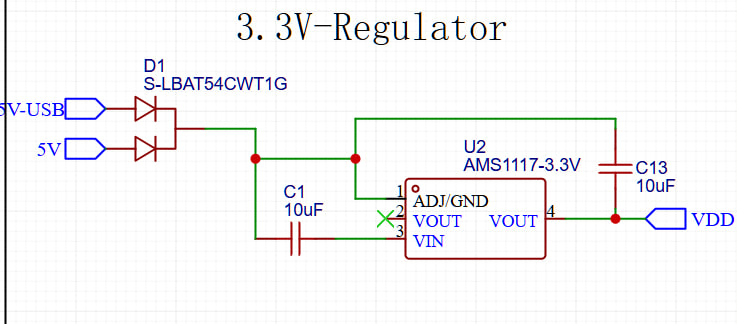 3.3V-Regulator
D1
S-LBAT54CWT1G
5V-USB
5V
U2
AMS1117-3.3V
C13
10uF
C1
10uF
1
ADJ/GND
2
VOUT
VOUT
4
3
VIN
VDD